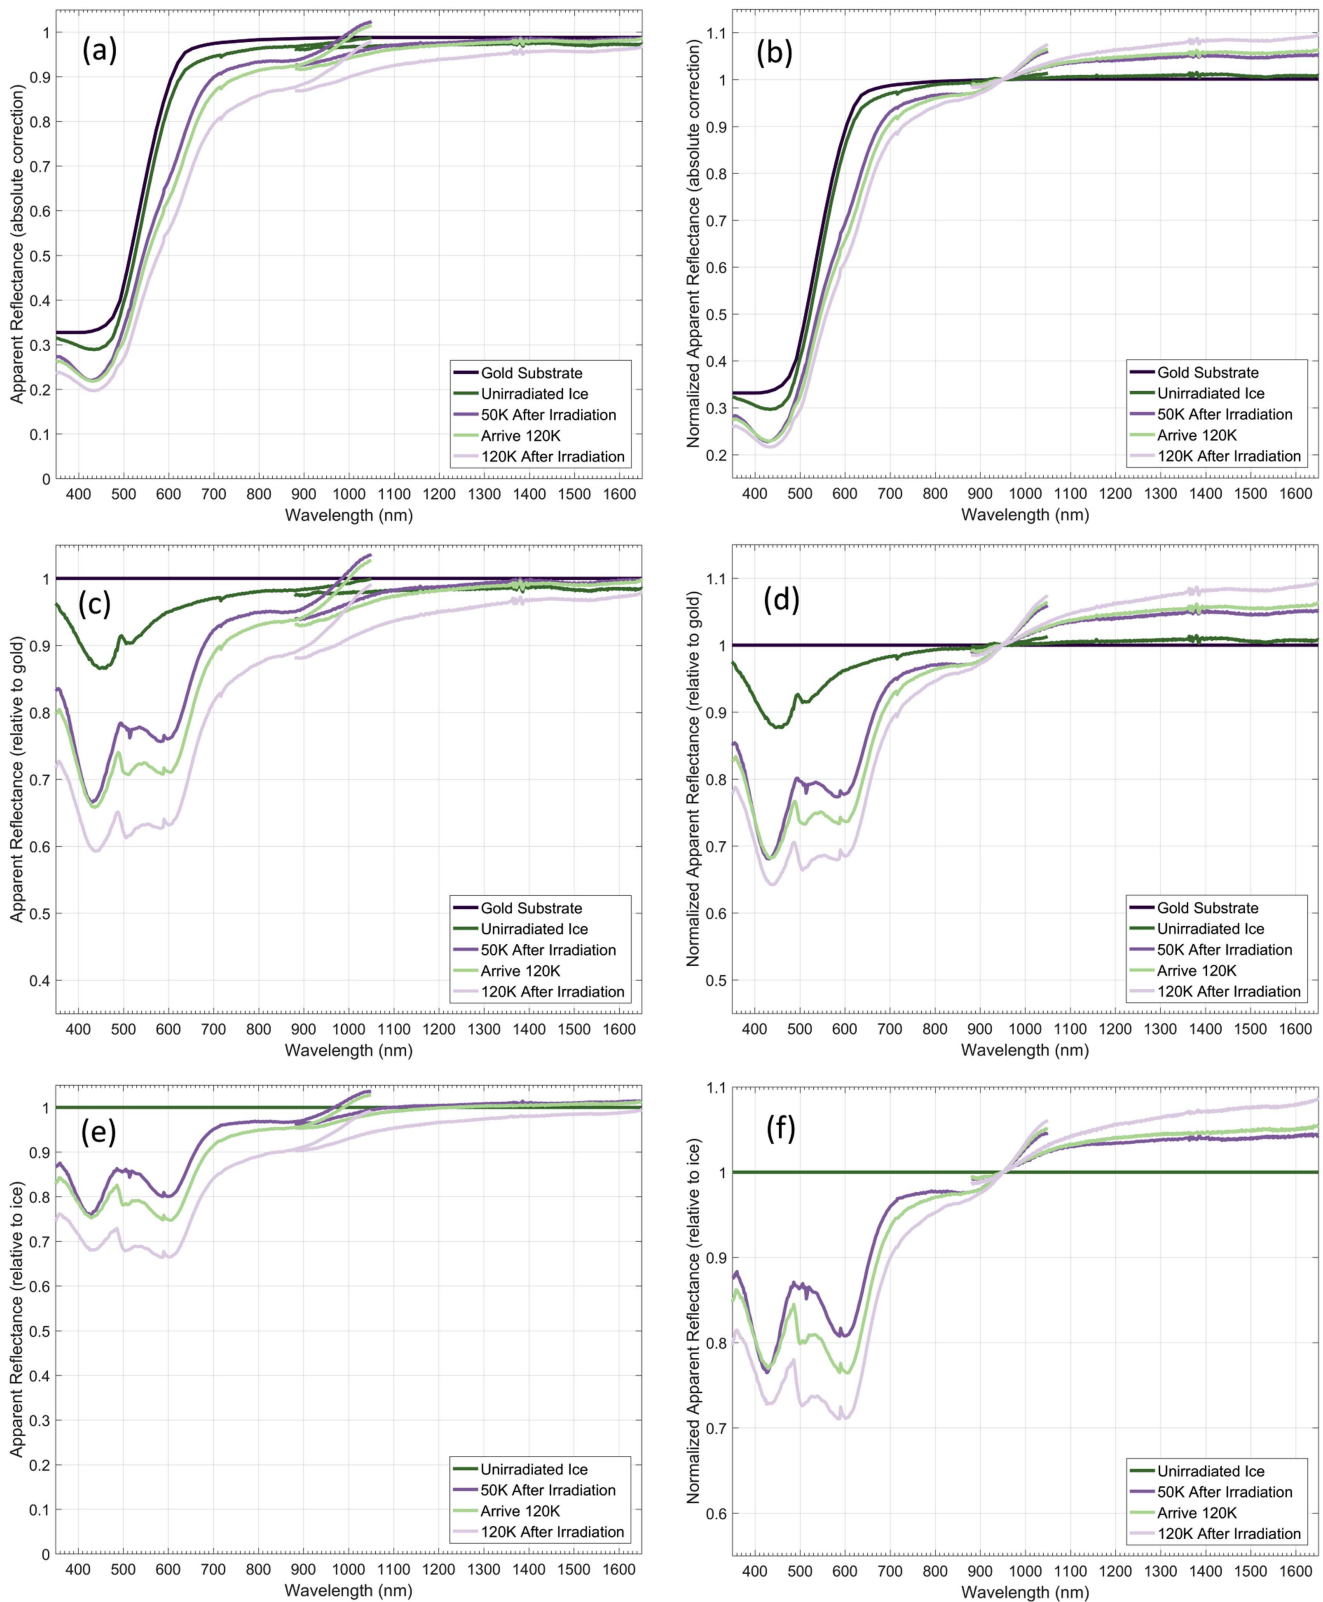 (a)
Apparent Reflectance (absolute correction)
1
0.9
0.8
0.7
0.6
0.5
0.4
0.3
0.2
0.1
0
Gold Substrate
Unirradiated Ice
50K After Irradiation
Arrive 120K
120K After Irradiation
400 500 600 700 800 900 1000 1100 1200 1300 1400 1500 1600
Wavelength (nm)
(b)
Normalized Apparent Reflectance (absolute correction)
1.1
1
0.9
0.8
0.7
0.6
0.5
0.4
0.3
0.2
Gold Substrate
Unirradiated Ice
50K After Irradiation
Arrive 120K
120K After Irradiation
400 500 600 700 800 900 1000 1100 1200 1300 1400 1500 1600
Wavelength (nm)
(c)
Apparent Reflectance (relative to gold)
1
0.9
0.8
0.7
0.6
0.5
0.4
Gold Substrate
Unirradiated Ice
50K After Irradiation
Arrive 120K
120K After Irradiation
400 500 600 700 800 900 1000 1100 1200 1300 1400 1500 1600
Wavelength (nm)
(d)
Normalized Apparent Reflectance (relative to gold)
1.1
1
0.9
0.8
0.7
0.6
0.5
Gold Substrate
Unirradiated Ice
50K After Irradiation
Arrive 120K
120K After Irradiation
400 500 600 700 800 900 1000 1100 1200 1300 1400 1500 1600
Wavelength (nm)
(e)
Apparent Reflectance (relative to ice)
1
0.9
0.8
0.7
0.6
0.5
0.4
0.3
0.2
0.1
0
Unirradiated Ice
50K After Irradiation
Arrive 120K
120K After Irradiation
400 500 600 700 800 900 1000 1100 1200 1300 1400 1500 1600
Wavelength (nm)
(f)
Normalized Apparent Reflectance (relative to ice)
1.1
1
0.9
0.8
0.7
0.6
Unirradiated Ice
50K After Irradiation
Arrive 120K
120K After Irradiation
400 500 600 700 800 900 1000 1100 1200 1300 1400 1500 1600
Wavelength (nm)